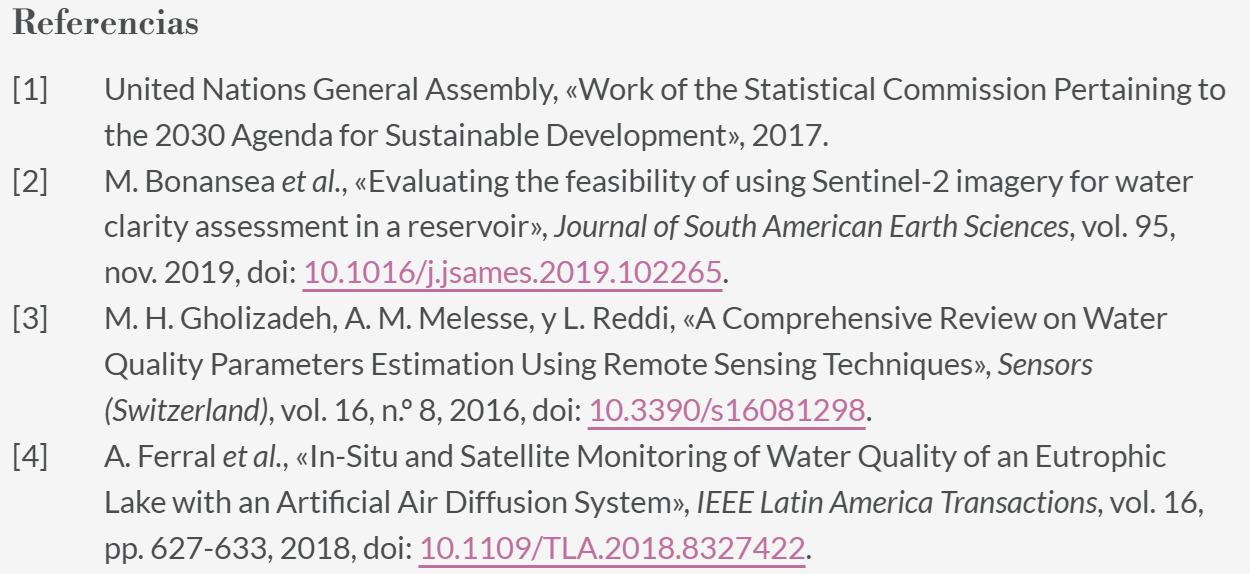 Referencias
[1] United Nations General Assembly, «Work of the Statistical Commission Pertaining to
the 2030 Agenda for Sustainable Development», 2017.
[2] M. Bonansea et al., «Evaluating the feasibility of using Sentinel-2 imagery for water
clarity assessment in a reservoir», Journal of South American Earth Sciences, vol. 95,
nov. 2019, doi: 10.1016/j.jsames.2019.102265.
[3] M. H. Gholizadeh, A. M. Melesse, y L. Reddi, «A Comprehensive Review on Water
Quality Parameters Estimation Using Remote Sensing Techniques», Sensors
(Switzerland), vol. 16, n.º 8, 2016, doi: 10.3390/s16081298.
[4] A. Ferral et al., «In-Situ and Satellite Monitoring of Water Quality of an Eutrophic
Lake with an Artificial Air Diffusion System», IEEE Latin America Transactions, vol. 16,
pp. 627-633, 2018, doi: 10.1109/TLA.2018.8327422.